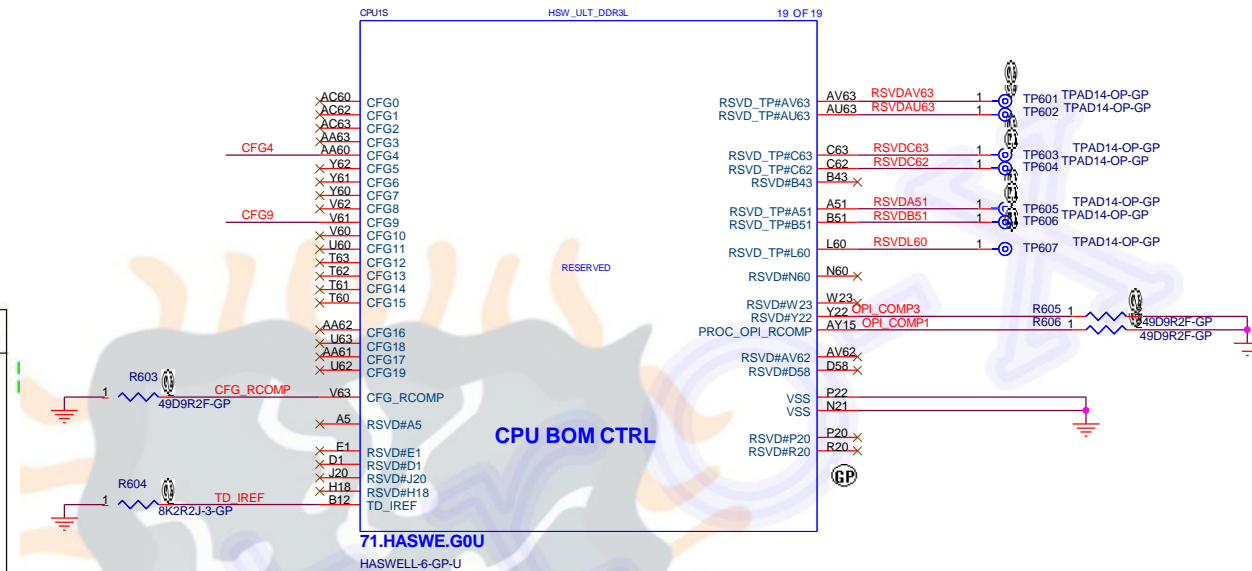 CPU1S HSW_ULT_DDR3L 19 OF 19
AC60 CFG0
AC62 CFG1
AC63 CFG2
AA63 CFG3
CFG4 AA60 CFG4
Y62 CFG5
Y61 CFG6
Y60 CFG7
V62 CFG8
CFG9 V61 CFG9
V60 CFG10
U60 CFG11
T63 CFG12
T62 CFG13
T61 CFG14
T60 CFG15
AA62 CFG16
U63 CFG18
AA61 CFG17
U62 CFG19
R603 1 CFG_RCOMP V63 CFG_RCOMP
49D9R2F-GP
A5 RSVD#A5
E1 RSVD#E1
D1 RSVD#D1
J20 RSVD#J20
H18 RSVD#H18
R604 1 TD_IREF B12 TD_IREF
8K2R2J-3-GP
RESERVED
CPU BOM CTRL
RSVD_TP#AV63 AV63 RSVDAV63 1 TP601 TPAD14-OP-GP
RSVD_TP#AU63 AU63 RSVDAU63 1 TP602 TPAD14-OP-GP
RSVD_TP#C63 C63 RSVDC63 1 TP603 TPAD14-OP-GP
RSVD_TP#C62 C62 RSVDC62 1 TP604 TPAD14-OP-GP
RSVD#B43 B43
RSVD_TP#A51 A51 RSVDA51 1 TP605 TPAD14-OP-GP
RSVD_TP#B51 B51 RSVDB51 1 TP606 TPAD14-OP-GP
RSVD_TP#L60 L60 RSVDL60 1 TP607 TPAD14-OP-GP
RSVD#N60 N60
RSVD#W23 W23
RSVD#Y22 Y22 OPI_COMP3 R605 1 49D9R2F-GP
PROC_OPI_RCOMP AY15 OPI_COMP1 R606 1 49D9R2F-GP
RSVD#AV62 AV62
RSVD#D58 D58
VSS P22
VSS N21
RSVD#P20 P20
RSVD#R20 R20
GP
71.HASWE.G0U
HASWELL-6-GP-U